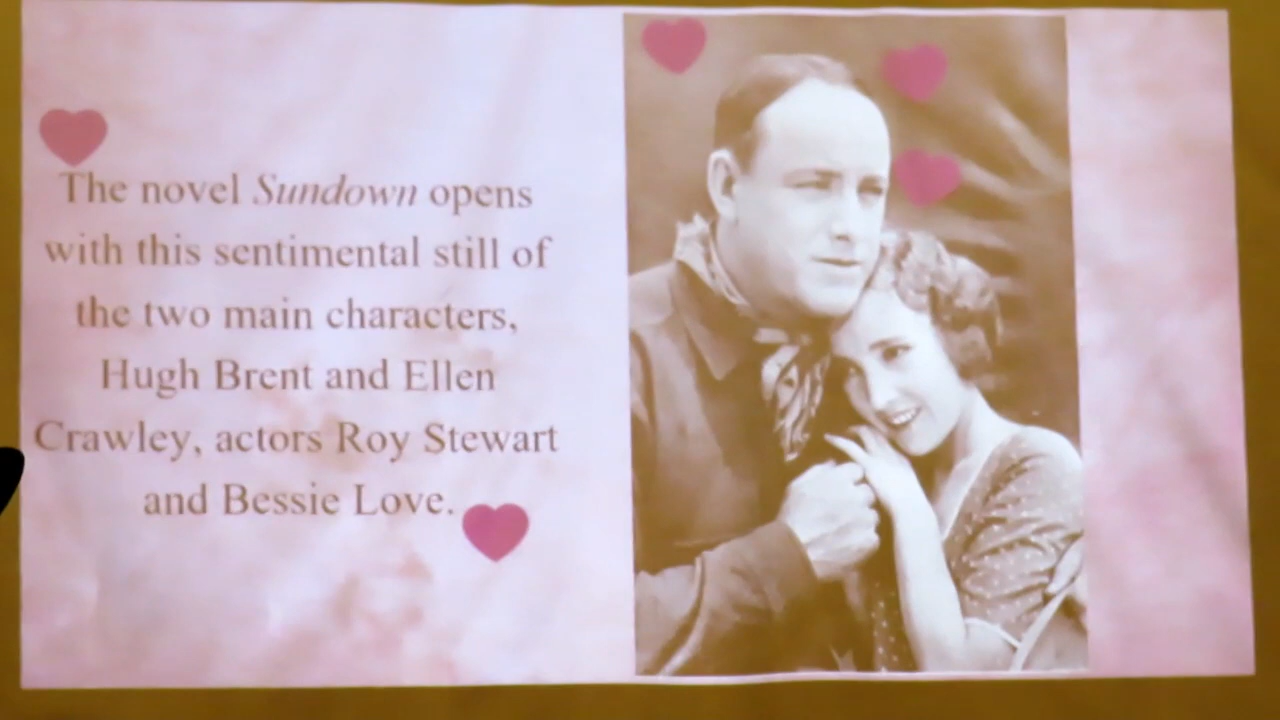 The novel Sundown opens
with this sentimental still of
the two main characters,
Hugh Brent and Ellen
Crawley, actors Roy Stewart
and Bessie Love.